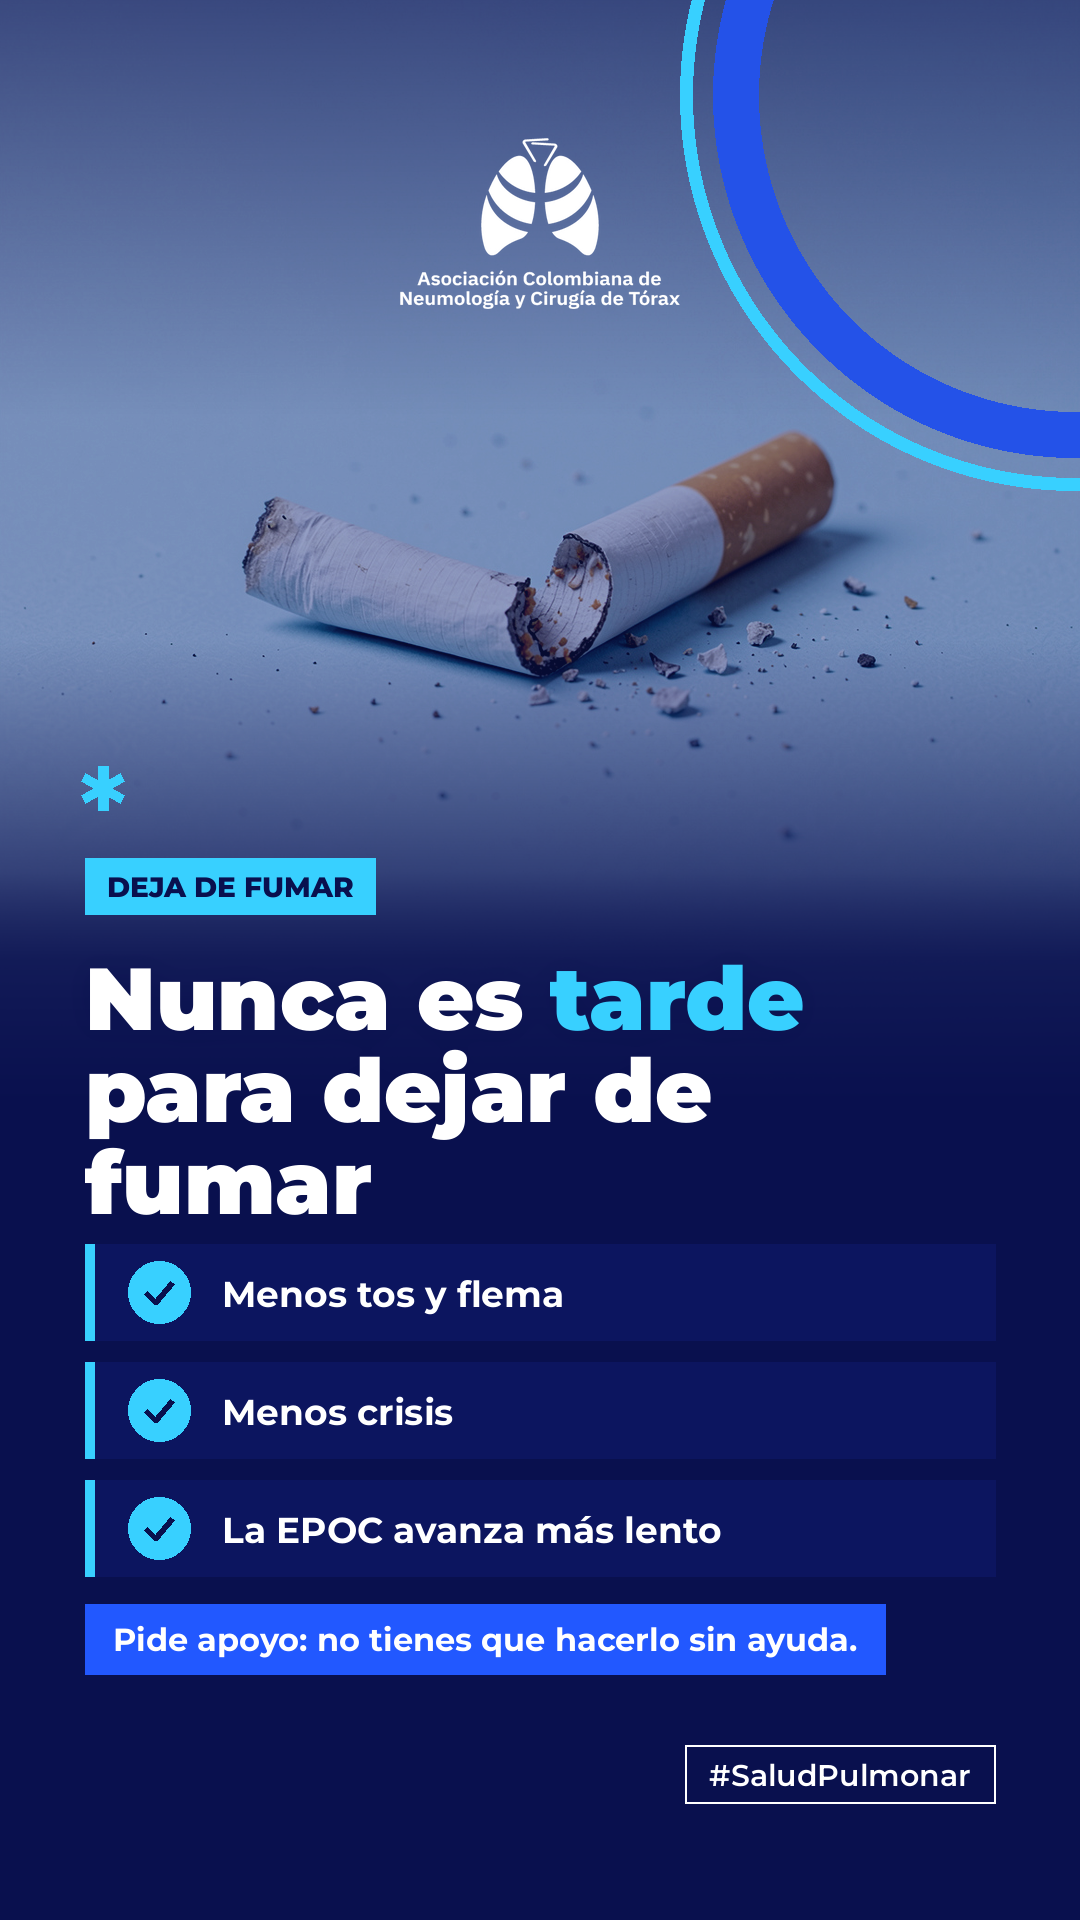 Asociación Colombiana de
Neumología y Cirugía de Tórax
DEJA DE FUMAR
Nunca es tarde
para dejar de
fumar
Menos tos y flema
Menos crisis
La EPOC avanza más lento
Pide apoyo: no tienes que hacerlo sin ayuda.
#SaludPulmonar